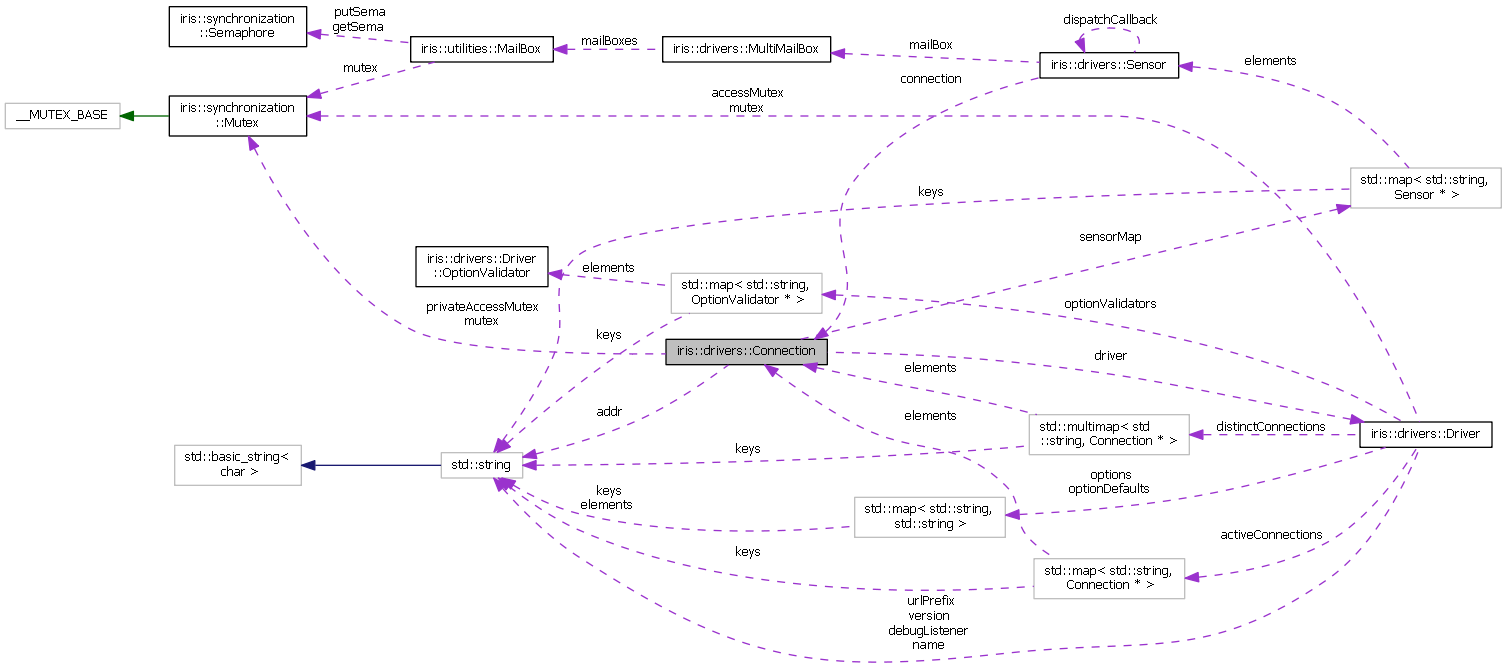 putSema
getSema
iris::synchronization
::Semaphore
dispatchCallback
iris::utilities::MailBox
mailBoxes
iris::drivers::MultiMailBox
mailBox
iris::drivers::Sensor
elements
mutex
connection
accessMutex
mutex
__MUTEX_BASE
iris::synchronization
::Mutex
std::map< std::string,
Sensor * >
keys
sensorMap
iris::drivers::Driver
::OptionValidator
elements
std::map< std::string,
OptionValidator * >
optionValidators
privateAccessMutex
mutex
keys
iris::drivers::Connection
driver
elements
addr
elements
std::multimap< std
::string, Connection * >
distinctConnections
iris::drivers::Driver
std::basic_string<
char >
std::string
keys
options
optionDefaults
keys
elements
std::map< std::string,
std::string >
activeConnections
keys
std::map< std::string,
Connection * >
urlPrefix
version
debugListener
name